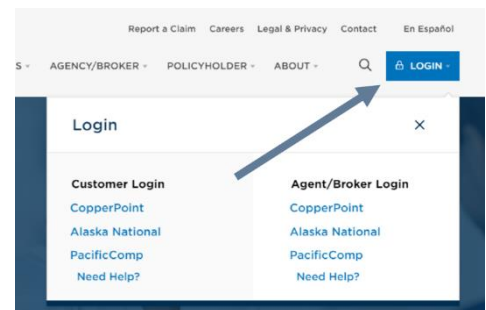 Report a Claim Careers Legal & Privacy Contact En Español
S AGENCY/BROKER POLICYHOLDER ABOUT LOGIN
Login
Customer Login Agent/Broker Login
CopperPoint CopperPoint
Alaska National Alaska National
PacificComp PacificComp
Need Help? Need Help?